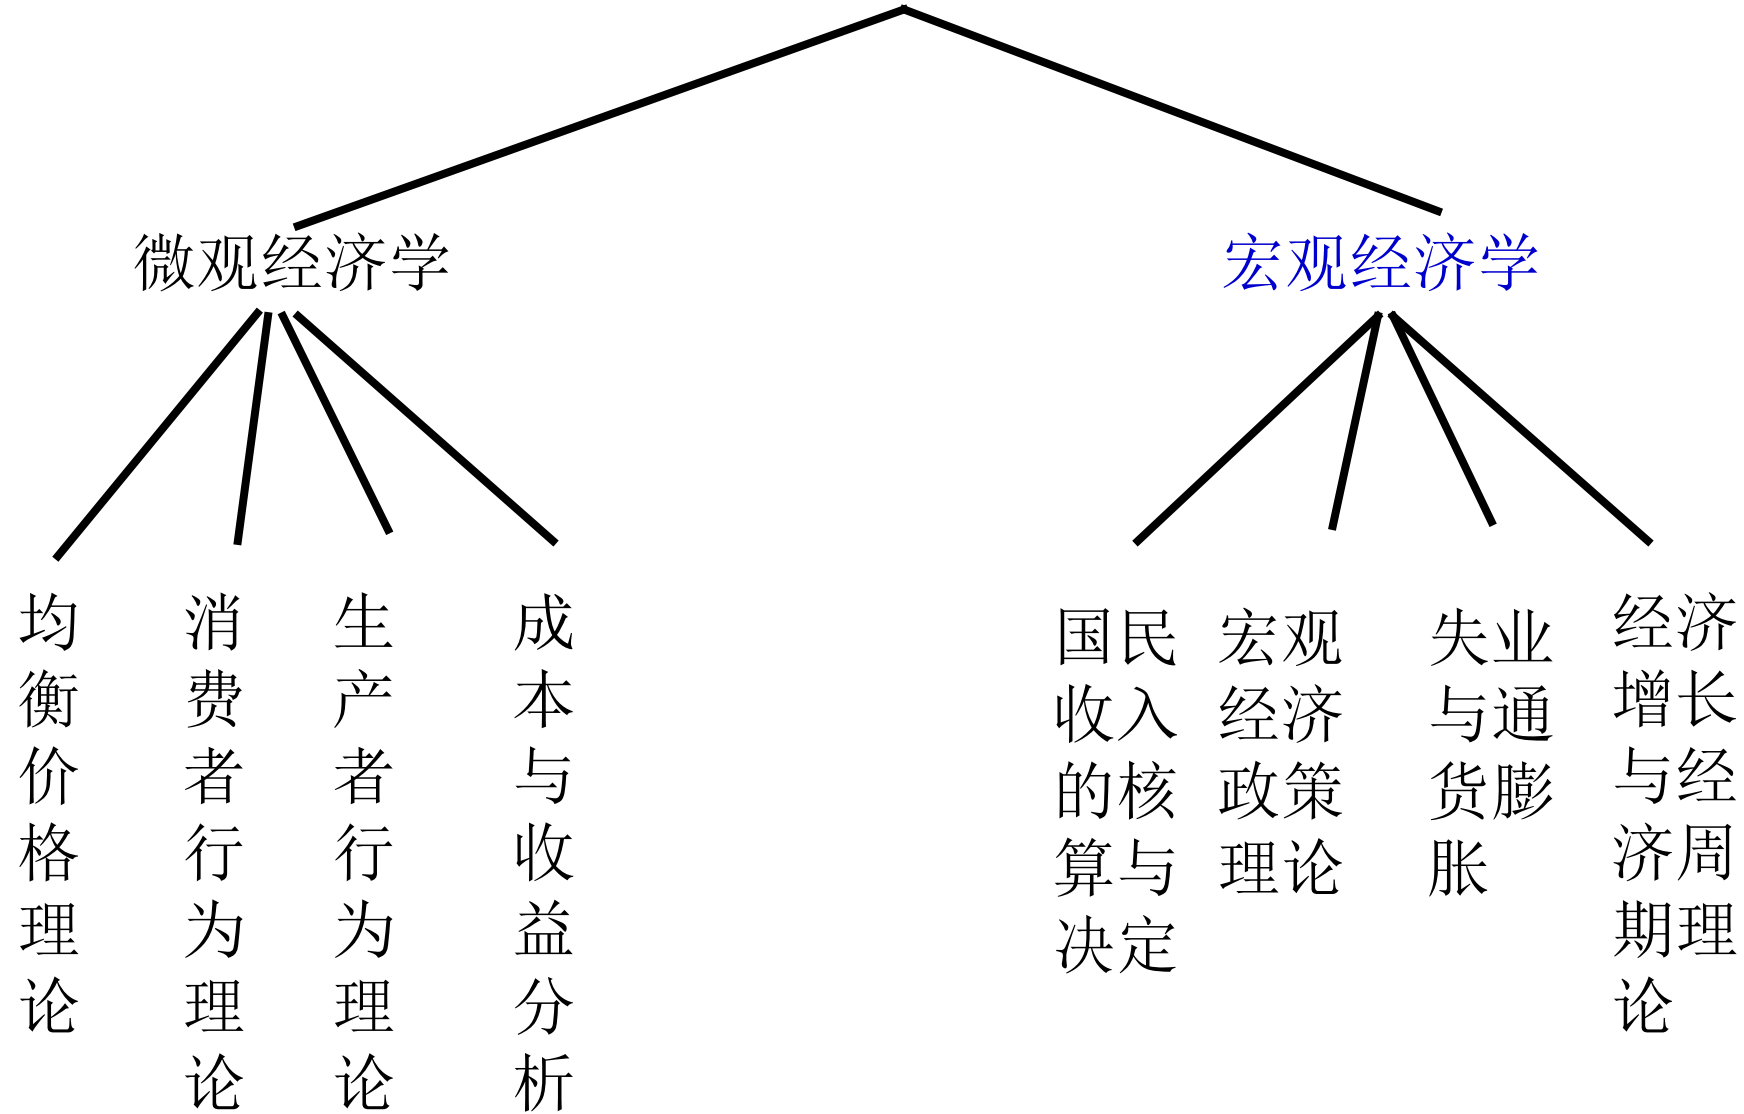 微观经济学
宏观经济学
均衡价格理论
消费者行为理论
生产者行为理论
成本与收益分析
国民
收入
的核
算与
决定
宏观
经济
政策
理论
失业
与通
货膨
胀
经济
增长
与经
济周
期理
论